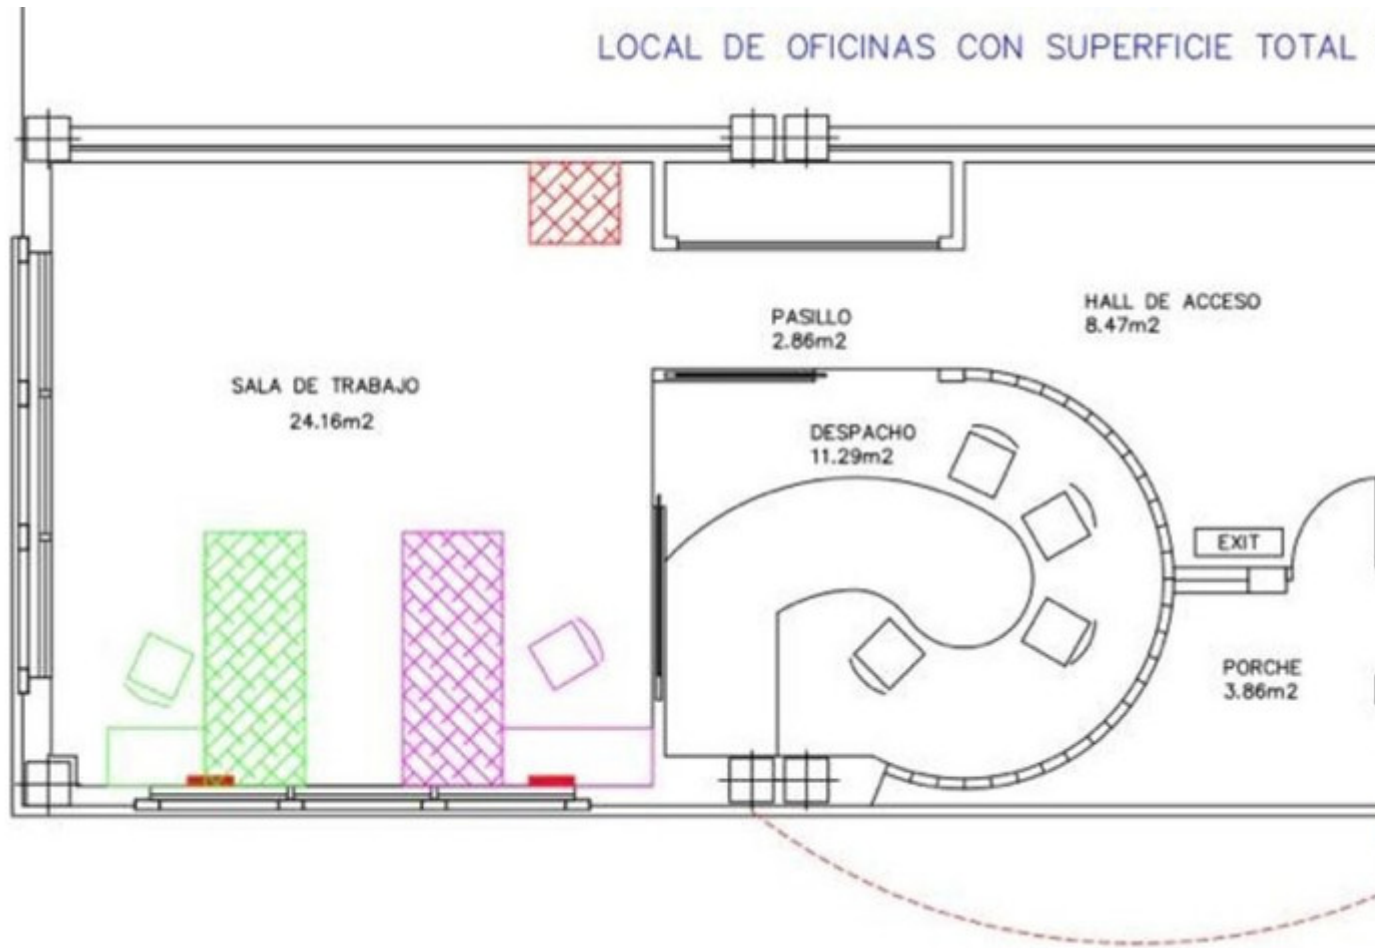 LOCAL DE OFICINAS CON SUPERFICIE TOTAL
HALL DE ACCESO
8.47m2
PASILLO
2.86m2
SALA DE TRABAJO
24.16m2
DESPACHO
11.29m2
EXIT
PORCHE
3.86m2